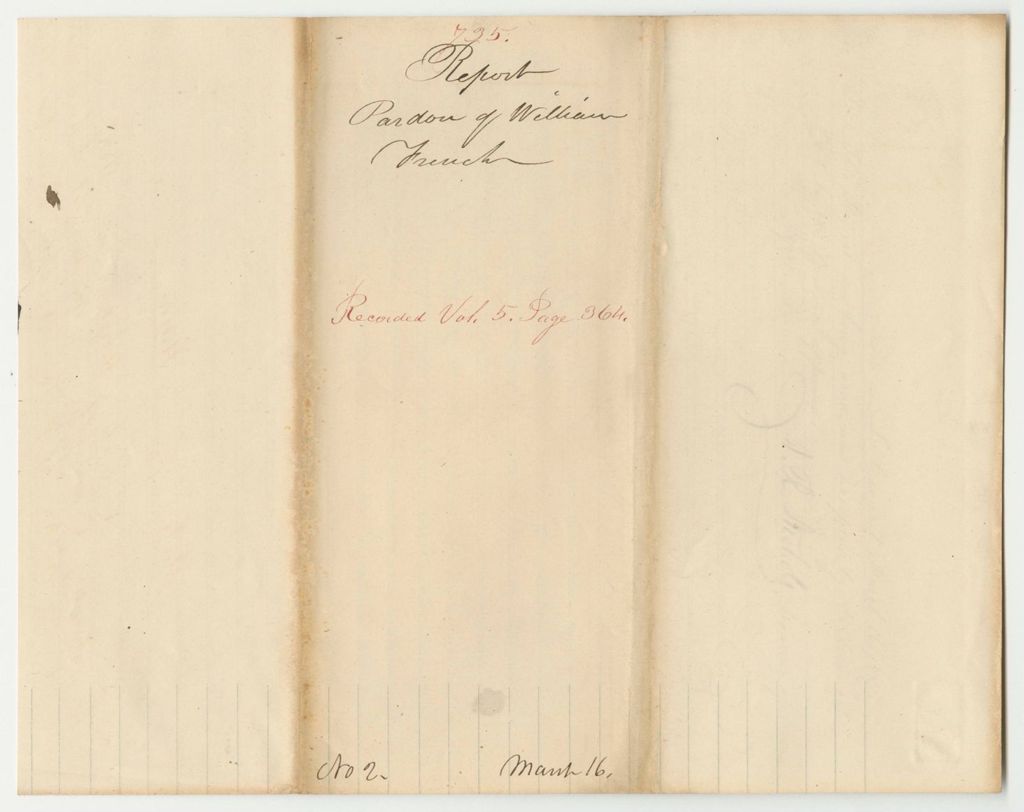 735.
Report
Pardon of William
French
Recorded Vol. 5. Page 364.
No 2. March 16.